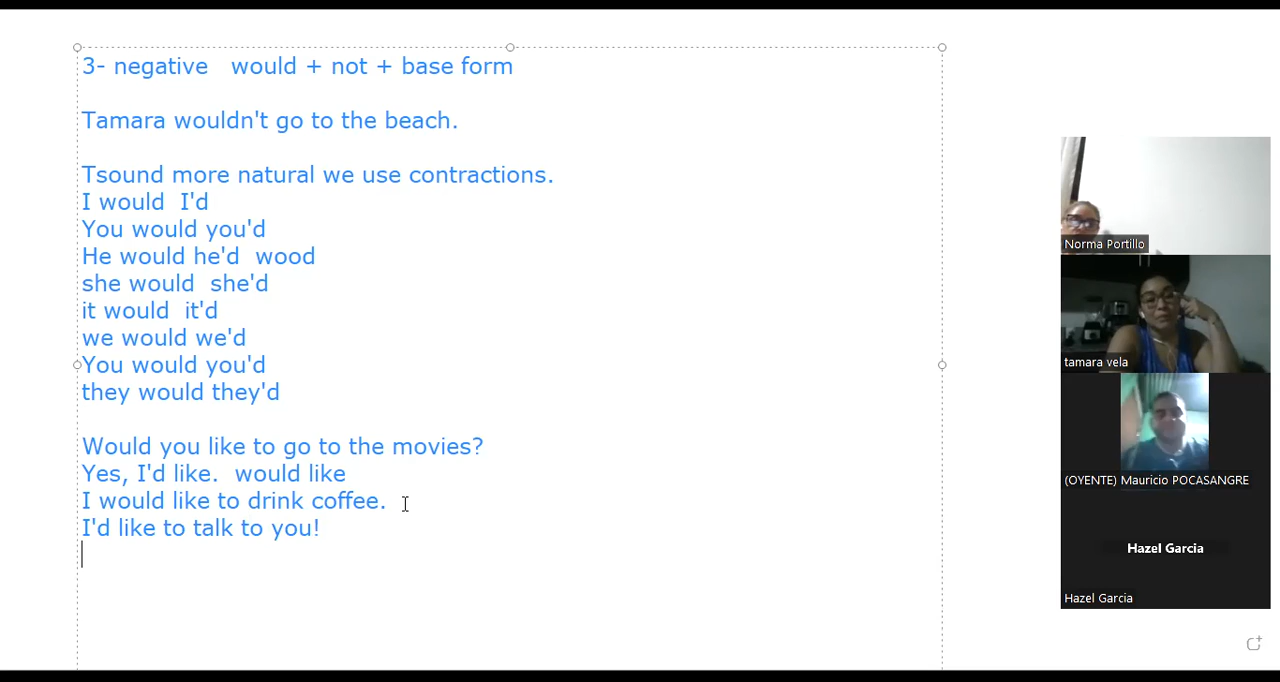 3- negative   would + not + base form
Tamara wouldn't go to the beach.
Tsound more natural we use contractions.
I would  I'd
You would you'd
He would he'd  wood
she would  she'd
it would  it'd
we would we'd
You would you'd
they would they'd
Would you like to go to the movies?
Yes, I'd like.  would like
I would like to drink coffee.
I'd like to talk to you!
Norma Portillo
tamara vela
(OYENTE) Mauricio POCASANGRE
Hazel Garcia
Hazel Garcia